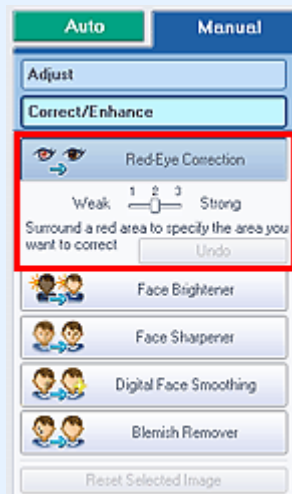 Auto Manual
Adjust
Correct/Enhance
Red-Eye Correction
1 2 3
Weak Strong
Surround a red area to specify the area you
want to correct Undo
Face Brightener
Face Sharpener
Digital Face Smoothing
Blemish Remover
Reset Selected Image